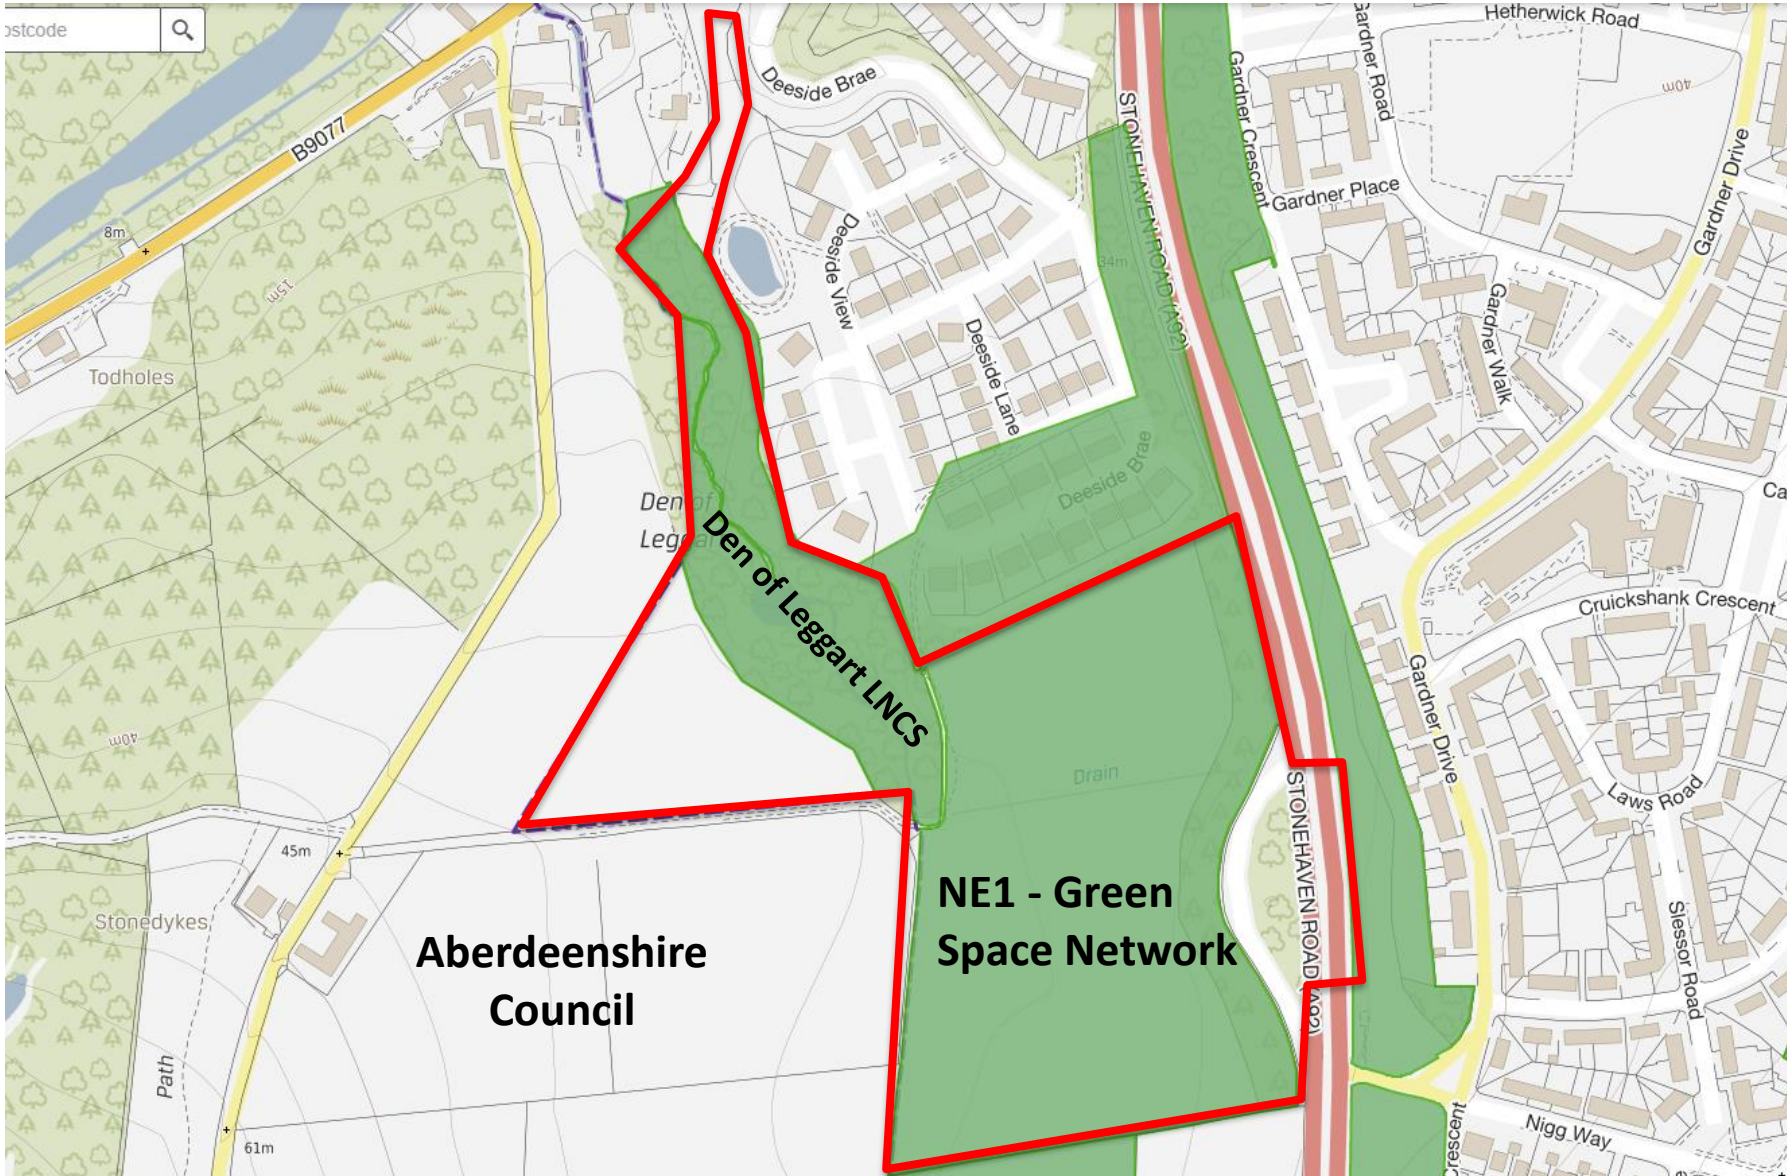 ostcode
Hetherwick Road
Gardner Road
Deeside Brae
40m
B9077
STONEHAVEN ROAD (A92)
Gardner Crescent
Gardner Drive
Gardner Place
8m
Deeside View
34m
15m
Gardner Walk
Deeside Lane
Todholes
Deeside Brae
Ca
Den of
Den of Leggart LNCS
Cruickshank Crescent
Gardner Drive
40m
Drain
STONEHAVEN ROAD (A92)
Laws Road
45m
NE1 - Green
Space Network
Stonedykes
Aberdeenshire
Council
Slessor Road
Path
Nigg Way
61m
Crescent